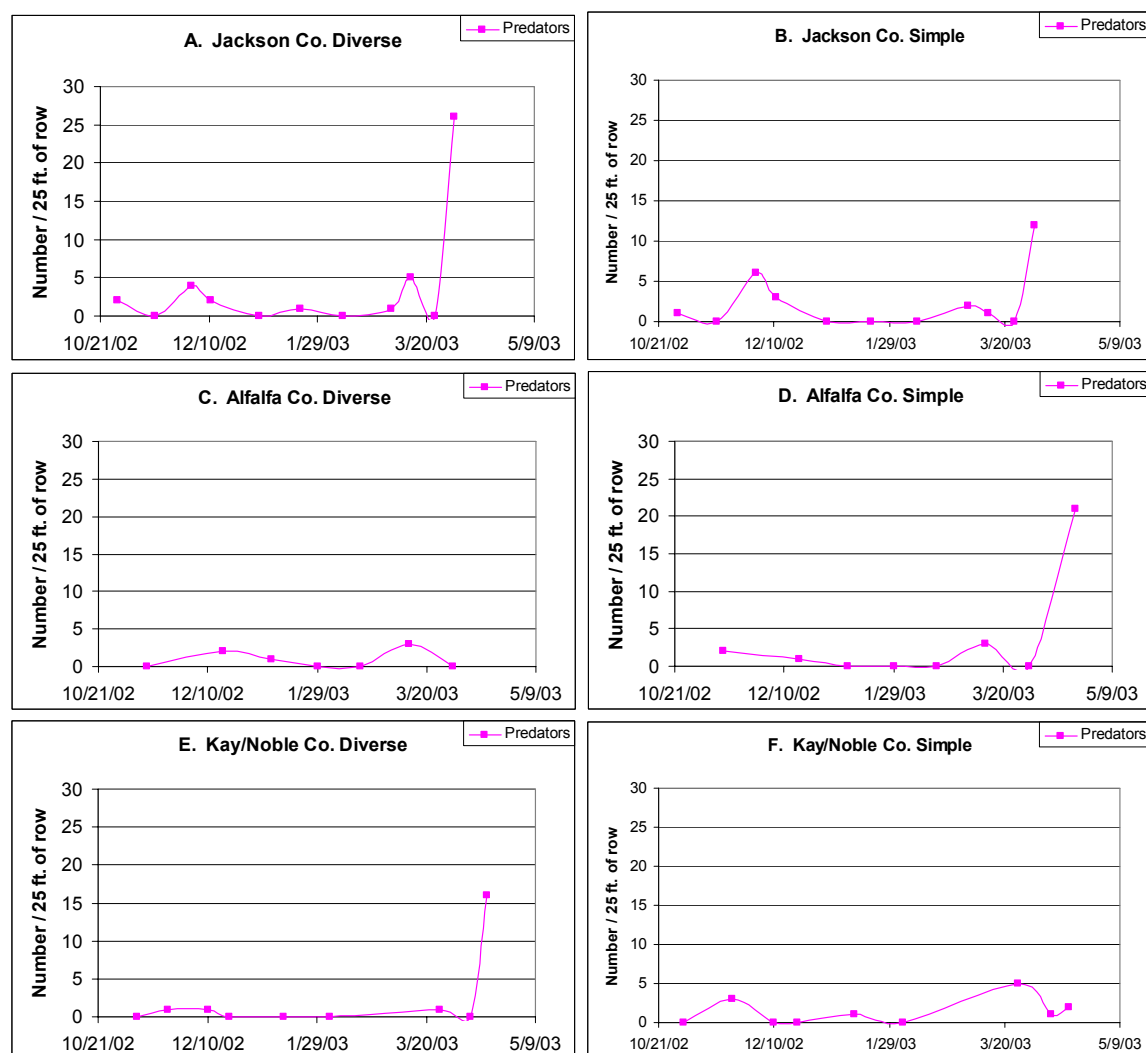 A. Jackson Co. Diverse
Predators
Number / 25 ft. of row
30
25
20
15
10
5
0
10/21/02 12/10/02 1/29/03 3/20/03 5/9/03
B. Jackson Co. Simple
Predators
Number / 25 ft. of row
30
25
20
15
10
5
0
10/21/02 12/10/02 1/29/03 3/20/03 5/9/03
C. Alfalfa Co. Diverse
Predators
Number / 25 ft. of row
30
25
20
15
10
5
0
10/21/02 12/10/02 1/29/03 3/20/03 5/9/03
D. Alfalfa Co. Simple
Predators
Number / 25 ft. of row
30
25
20
15
10
5
0
10/21/02 12/10/02 1/29/03 3/20/03 5/9/03
E. Kay/Noble Co. Diverse
Predators
Number / 25 ft. of row
30
25
20
15
10
5
0
10/21/02 12/10/02 1/29/03 3/20/03 5/9/03
F. Kay/Noble Co. Simple
Predators
Number / 25 ft. of row
30
25
20
15
10
5
0
10/21/02 12/10/02 1/29/03 3/20/03 5/9/03